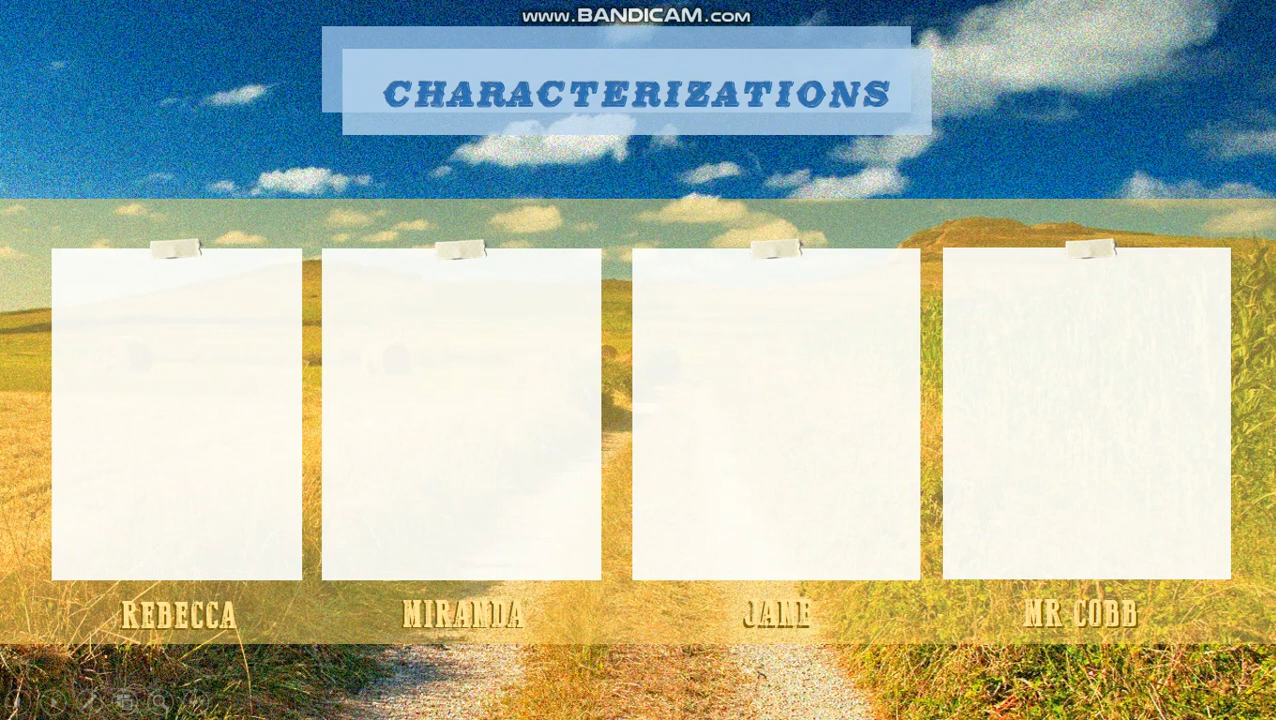 www.BANDICAM.com
CHARACTERIZATIONS
REBECCA
MIRANDA
JANE
MR COBB